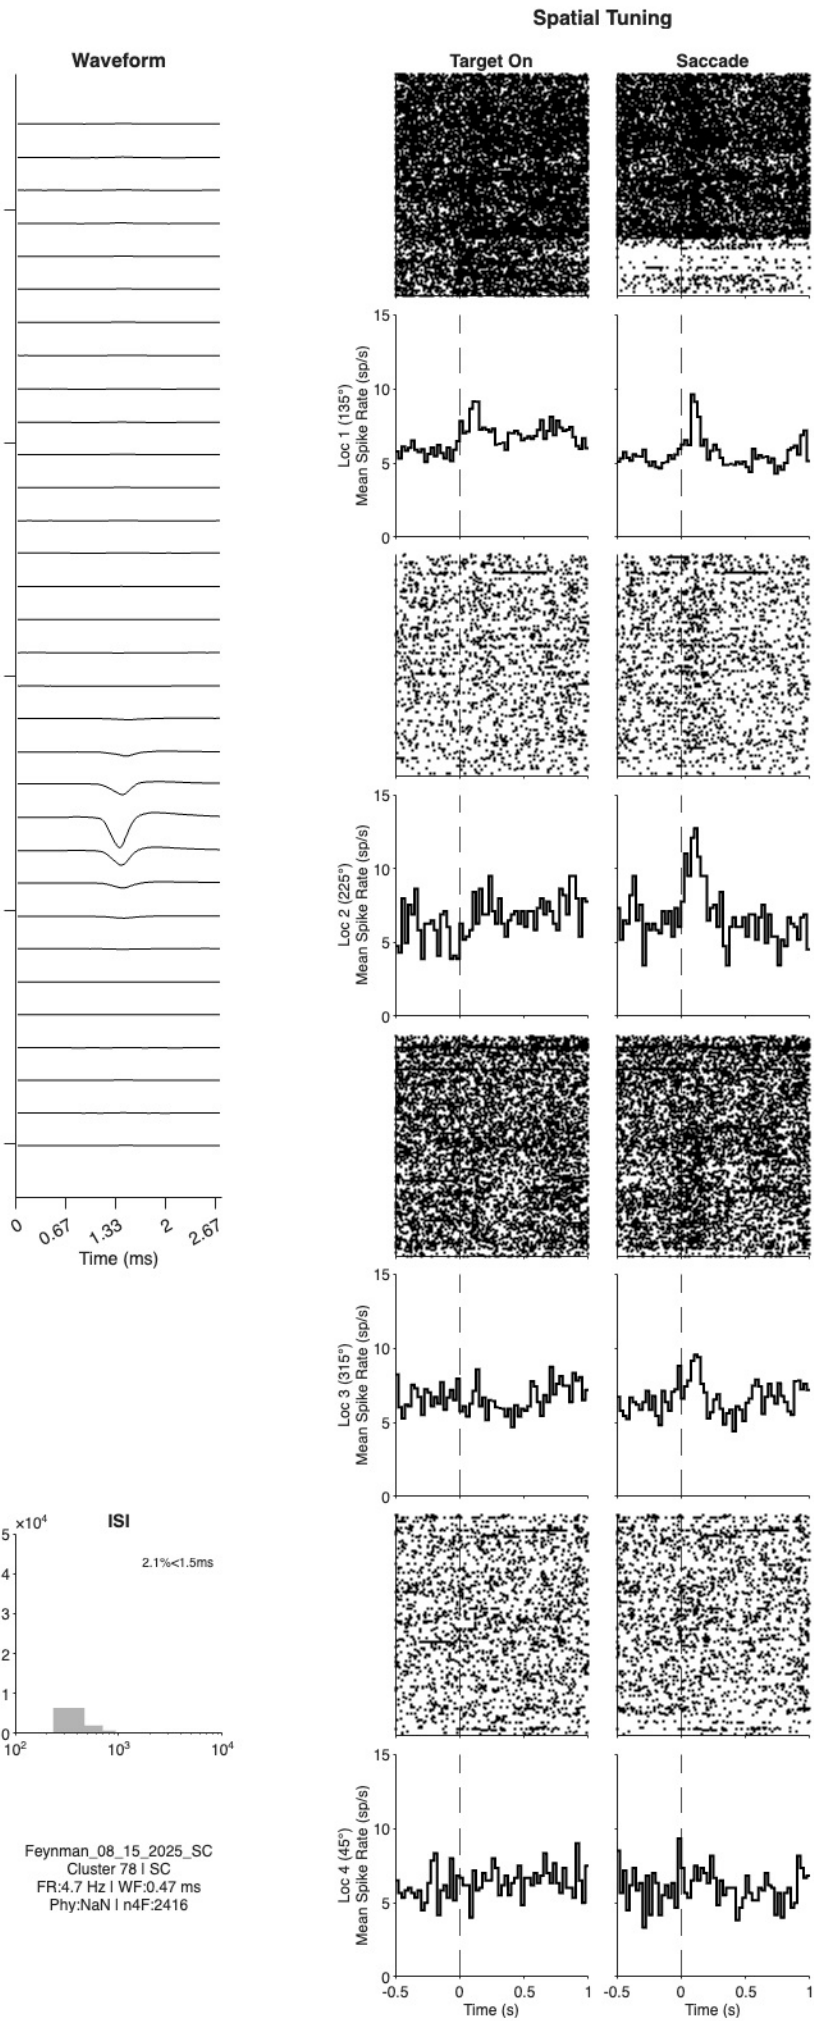 Spatial Tuning
Waveform
Target On
Saccade
0
0.67
1.33
2
2.67
Time (ms)
15
10
5
0
Loc 1 (135°)
Mean Spike Rate (sp/s)
15
10
5
0
Loc 2 (225°)
Mean Spike Rate (sp/s)
15
10
5
0
Loc 3 (315°)
Mean Spike Rate (sp/s)
15
10
5
0
Loc 4 (45°)
Mean Spike Rate (sp/s)
-0.5 0 0.5 1
Time (s)
-0.5 0 0.5 1
Time (s)
×10⁴
ISI
5
4
3
2
1
0
2.1%<1.5ms
10² 10³ 10⁴
Feynman_08_15_2025_SC
Cluster 78 | SC
FR:4.7 Hz | WF:0.47 ms
Phy:NaN | n4F:2416